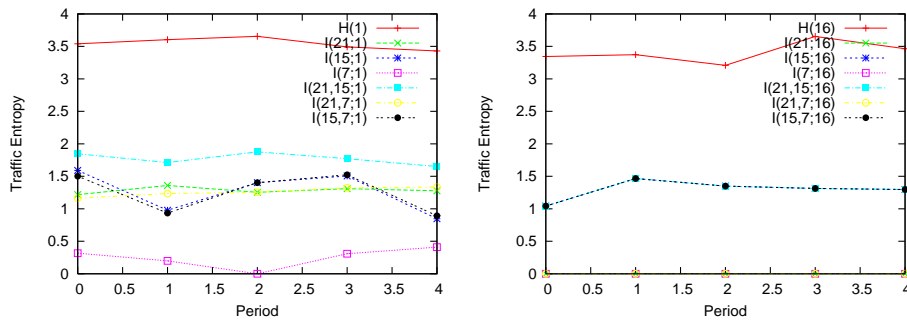 4
3.5
3
2.5
2
1.5
1
0.5
0
Traffic Entropy
0 0.5 1 1.5 2 2.5 3 3.5 4
Period
H(1)
I(21;1)
I(15;1)
I(7;1)
I(21,15;1)
I(21,7;1)
I(15,7;1)
4
3.5
3
2.5
2
1.5
1
0.5
0
Traffic Entropy
0 0.5 1 1.5 2 2.5 3 3.5 4
Period
H(16)
I(21;16)
I(15;16)
I(7;16)
I(21,15;16)
I(21,7;16)
I(15,7;16)